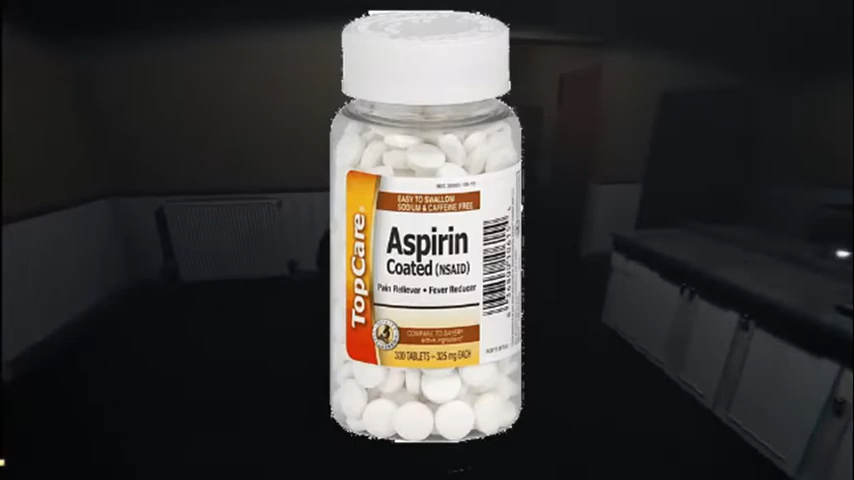 EASY TO SWALLOW
SODIUM & CAFFEINE FREE
TopCare
Aspirin
Coated (NSAID)
Pain Reliever • Fever Reducer
COMPARE TO BAYER®
active ingredient
300 TABLETS – 325 mg EACH